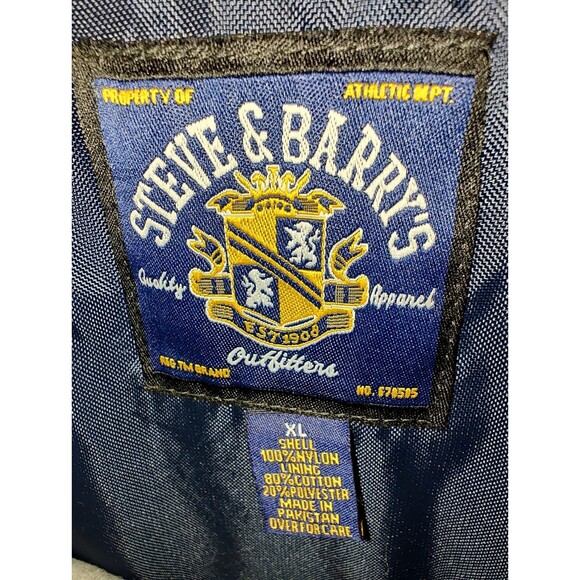 PROPERTY OF ATHLETIC DEPT.
STEVE & BARRY'S
Quality Apparel
EST 1908
Outfitters
REG.TM BRAND NO. 578595
XL
SHELL
100%NYLON
LINING
80%COTTON
20%POLYESTER
MADE IN
PAKISTAN
OVER FOR CARE